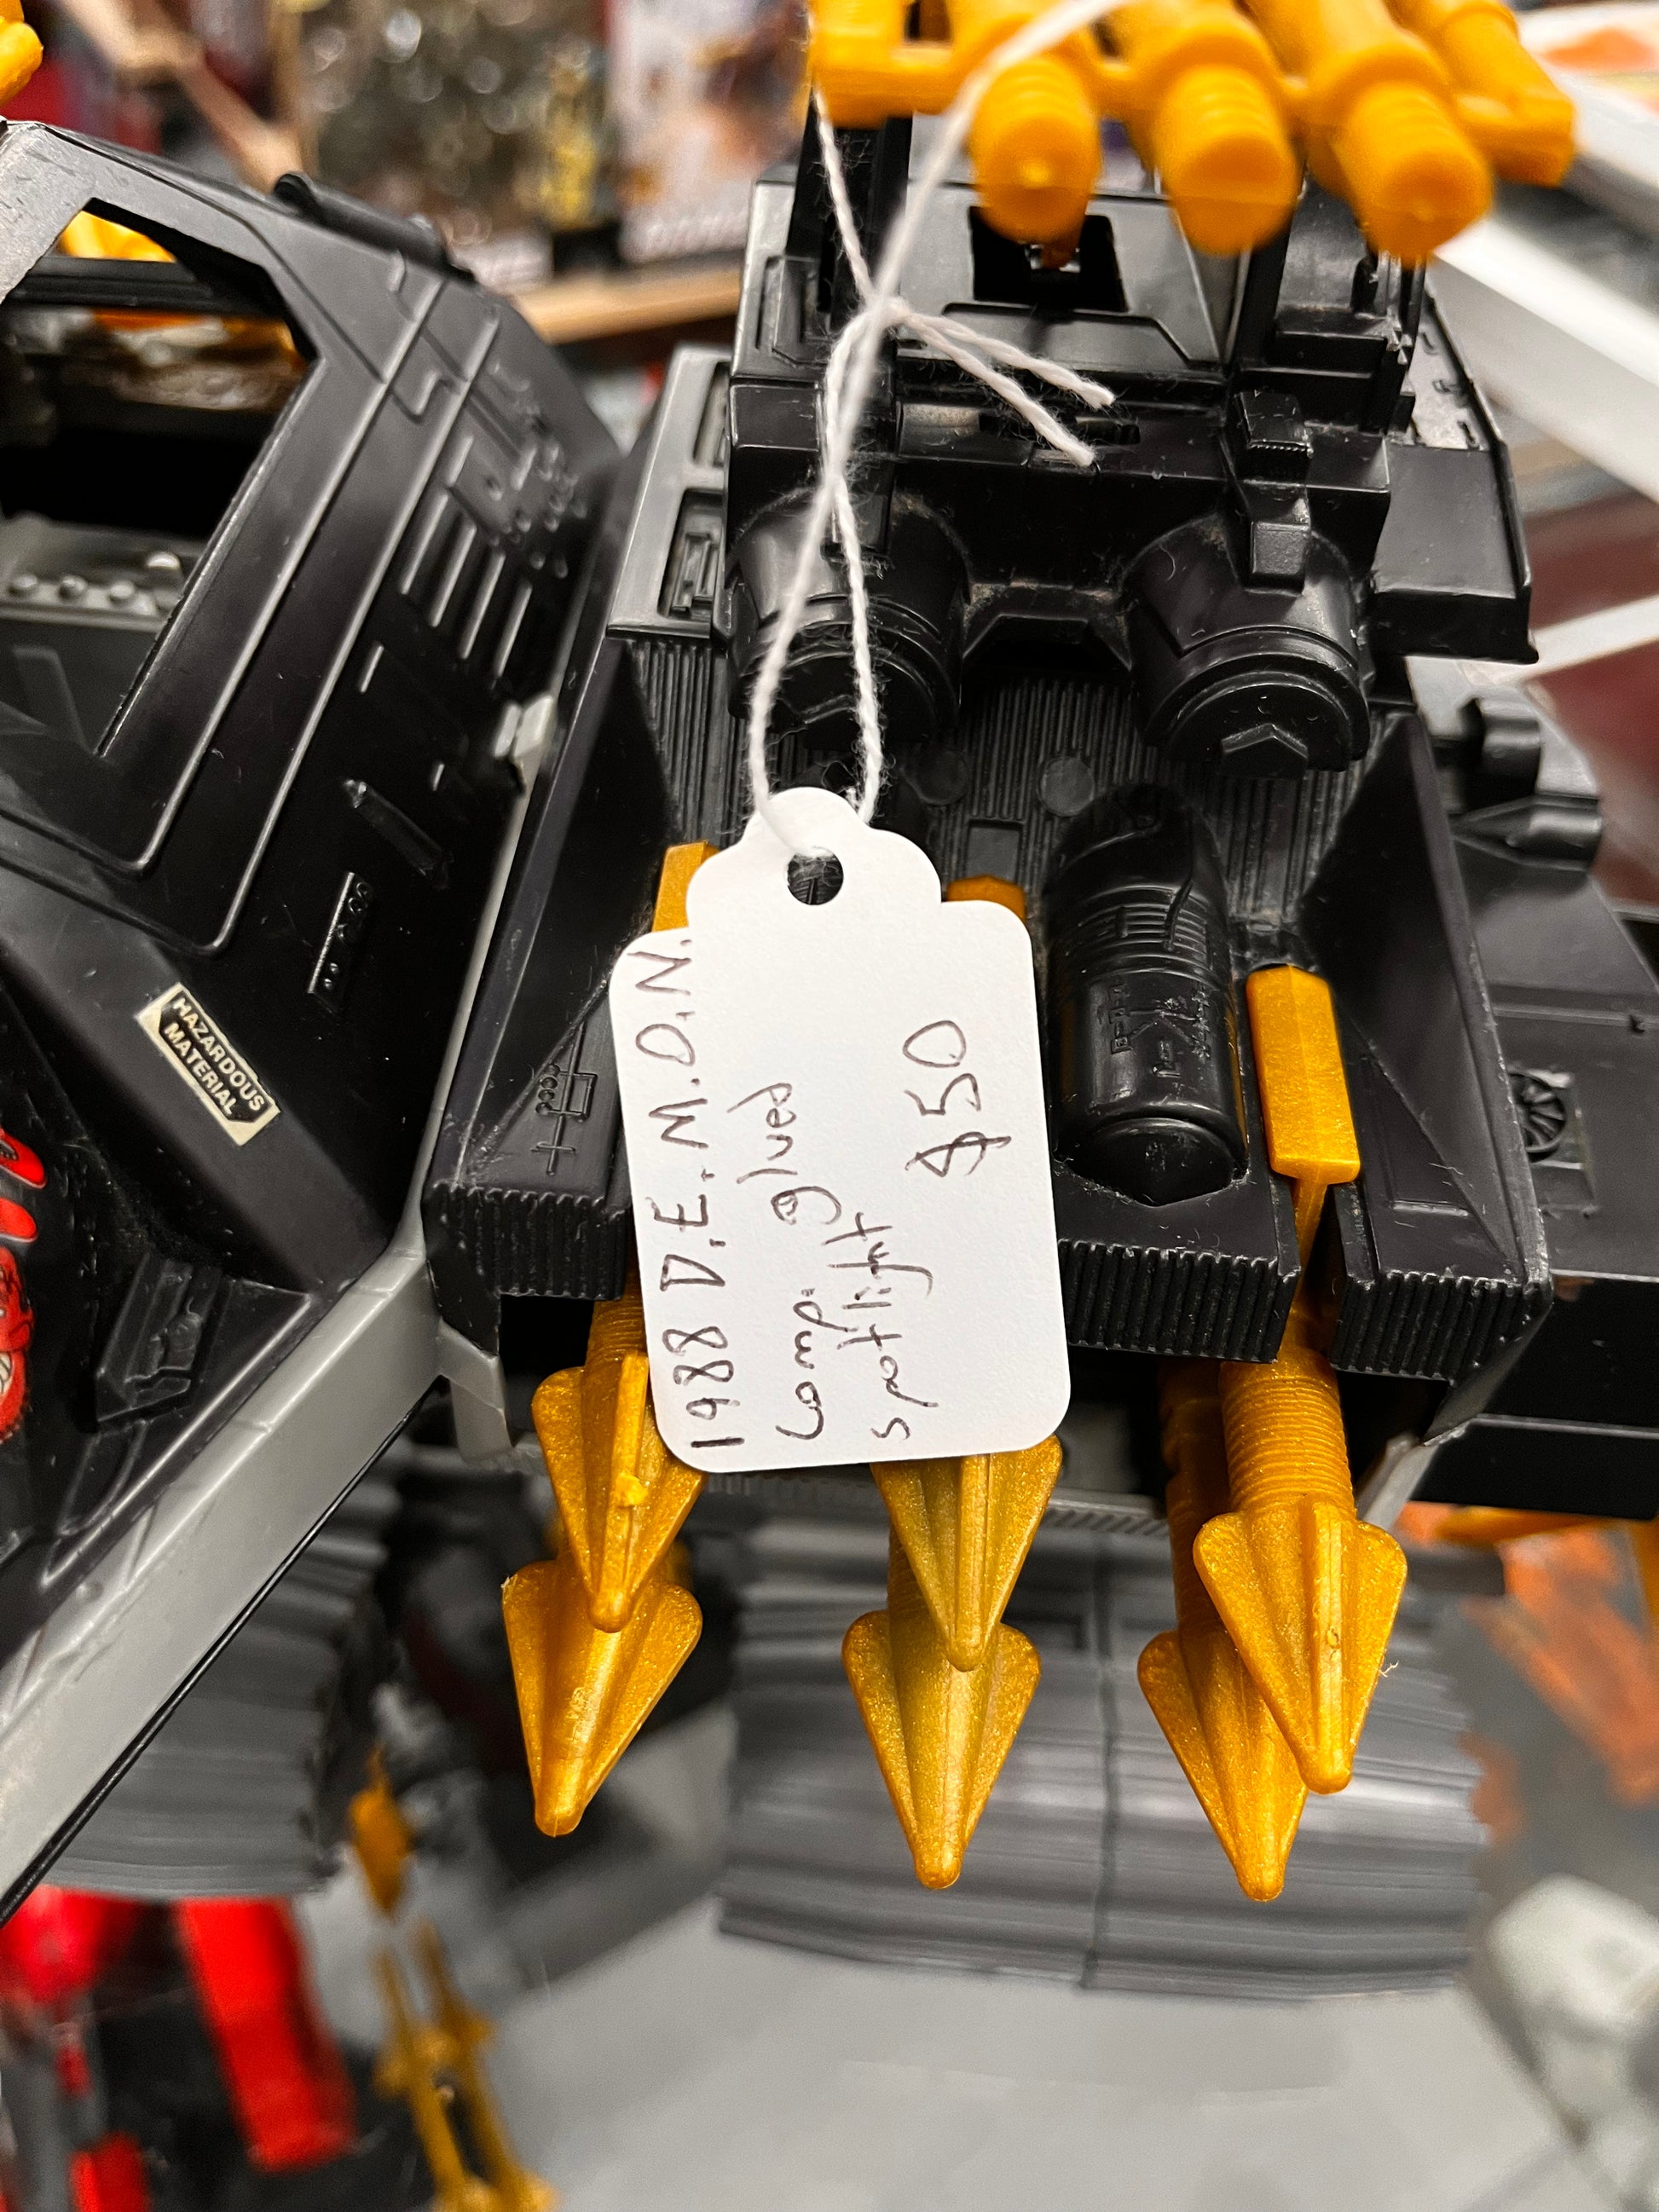 1988 D.E.M.O.N.
Comp. glued
spotlight
$50
HAZARDOUS
MATERIAL